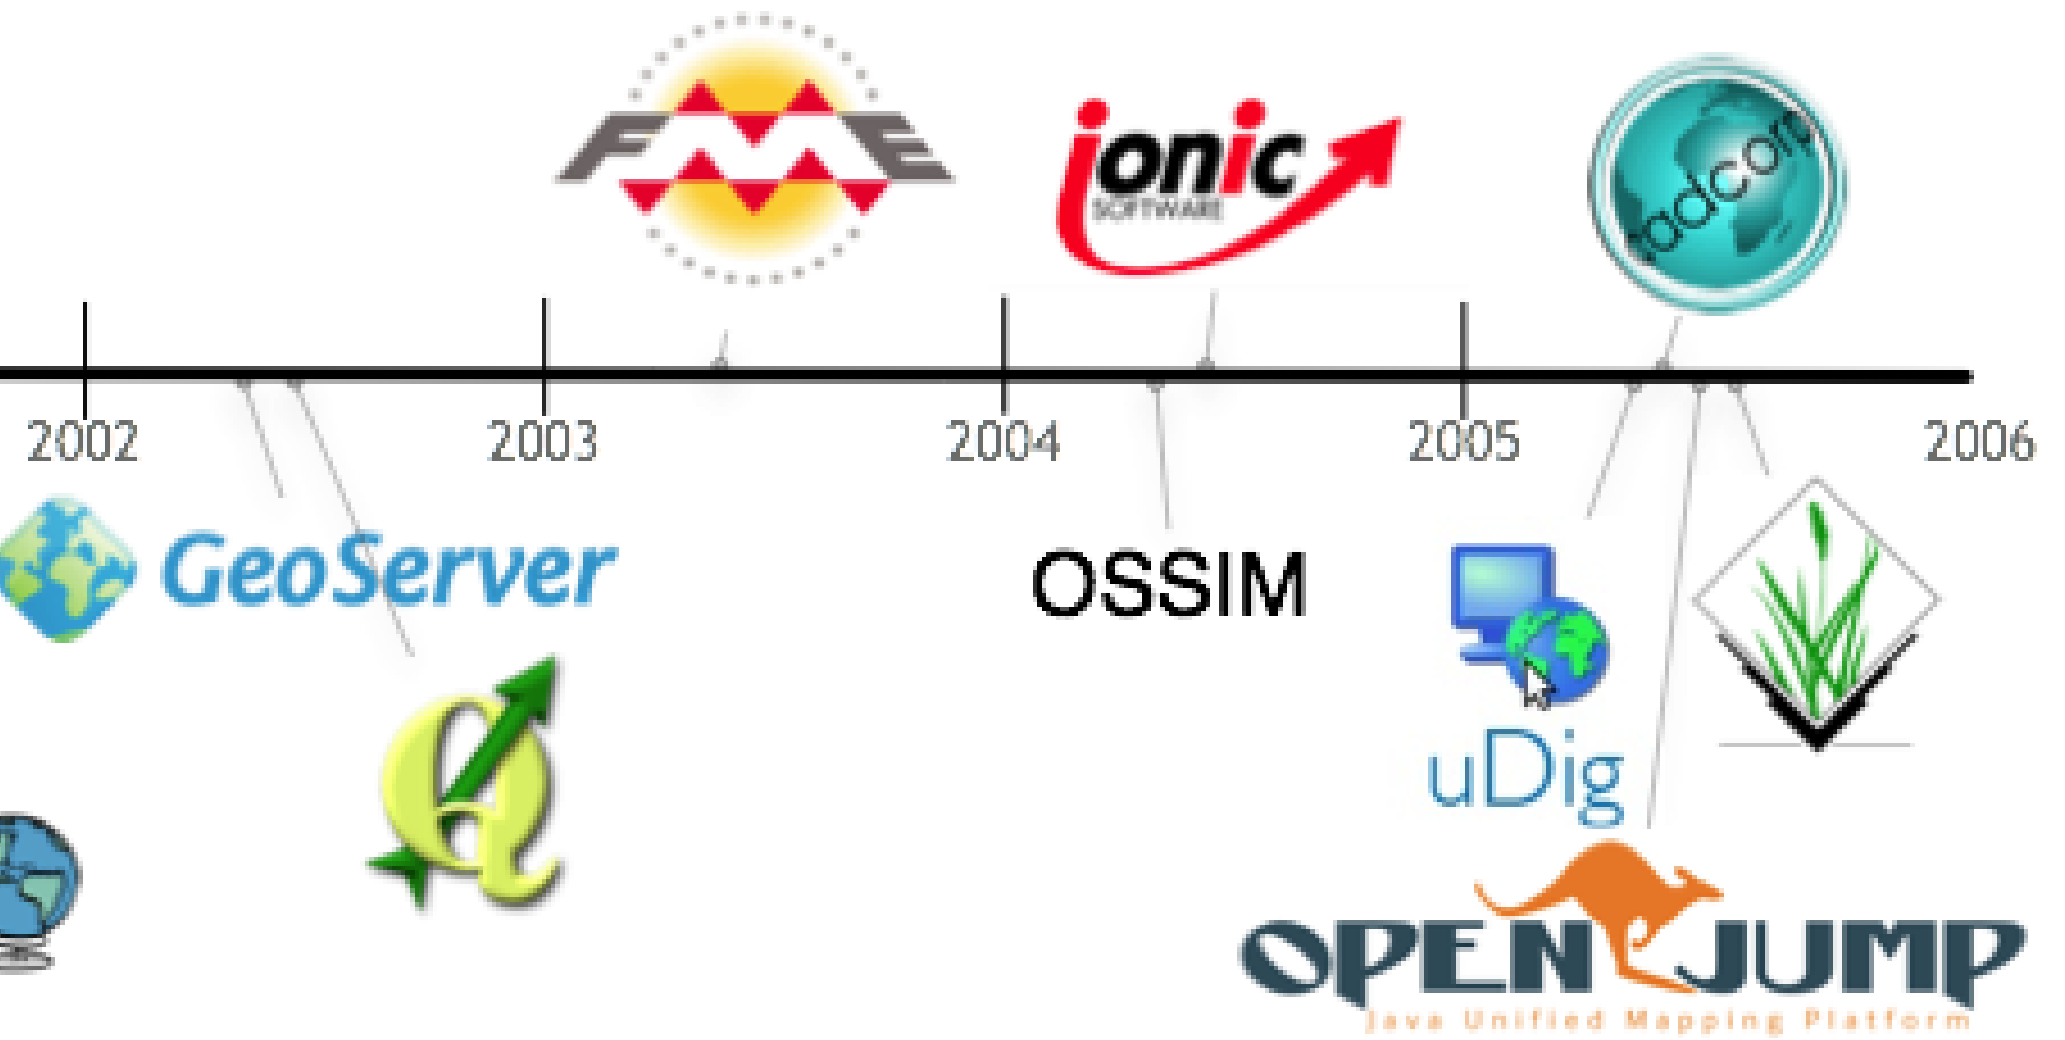 FME
ionic
SOFTWARE
cadcorp
2002
2003
2004
2005
2006
GeoServer
OSSIM
Q
uDig
OPEN JUMP
Java Unified Mapping Platform